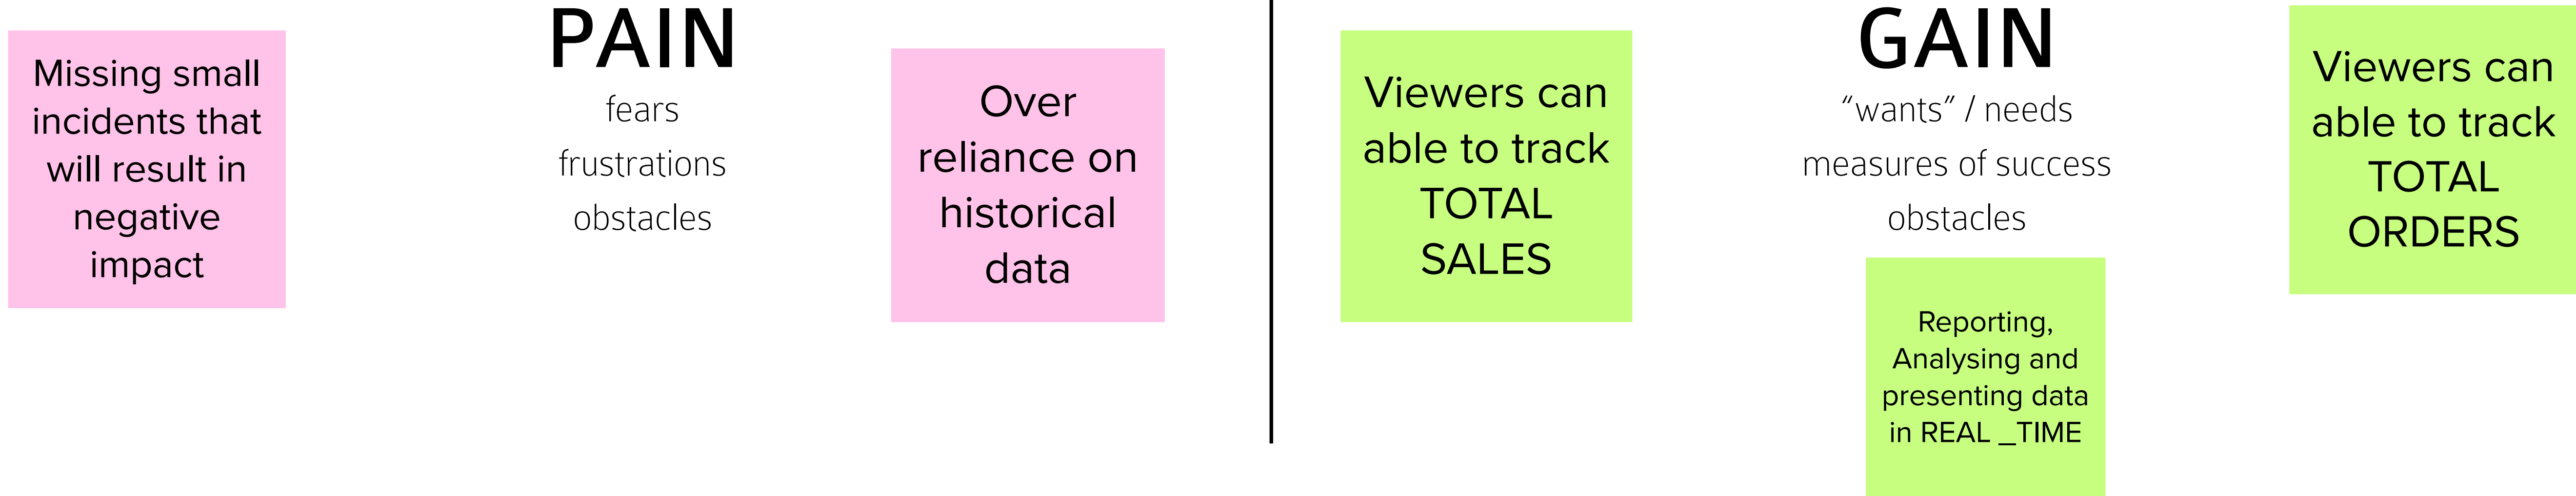 Missing small
incidents that
will result in
negative
impact
PAIN
fears
frustrations
obstacles
Over
reliance on
historical
data
Viewers can
able to track
TOTAL
SALES
GAIN
“wants” / needs
measures of success
obstacles
Reporting,
Analysing and
presenting data
in REAL _TIME
Viewers can
able to track
TOTAL
ORDERS